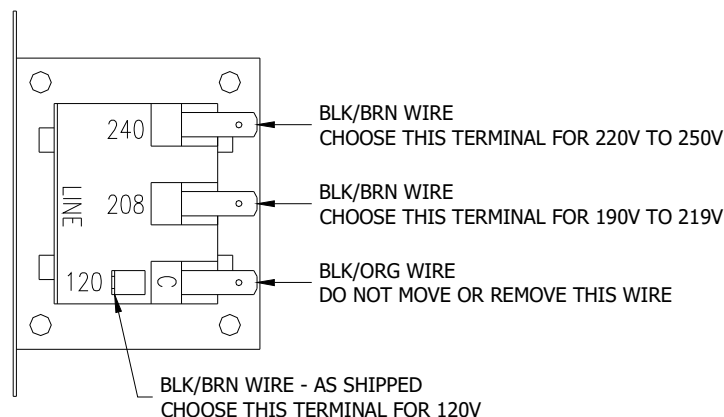 240
BLK/BRN WIRE
CHOOSE THIS TERMINAL FOR 220V TO 250V
LINE
208
BLK/BRN WIRE
CHOOSE THIS TERMINAL FOR 190V TO 219V
120
C
BLK/ORG WIRE
DO NOT MOVE OR REMOVE THIS WIRE
BLK/BRN WIRE - AS SHIPPED
CHOOSE THIS TERMINAL FOR 120V